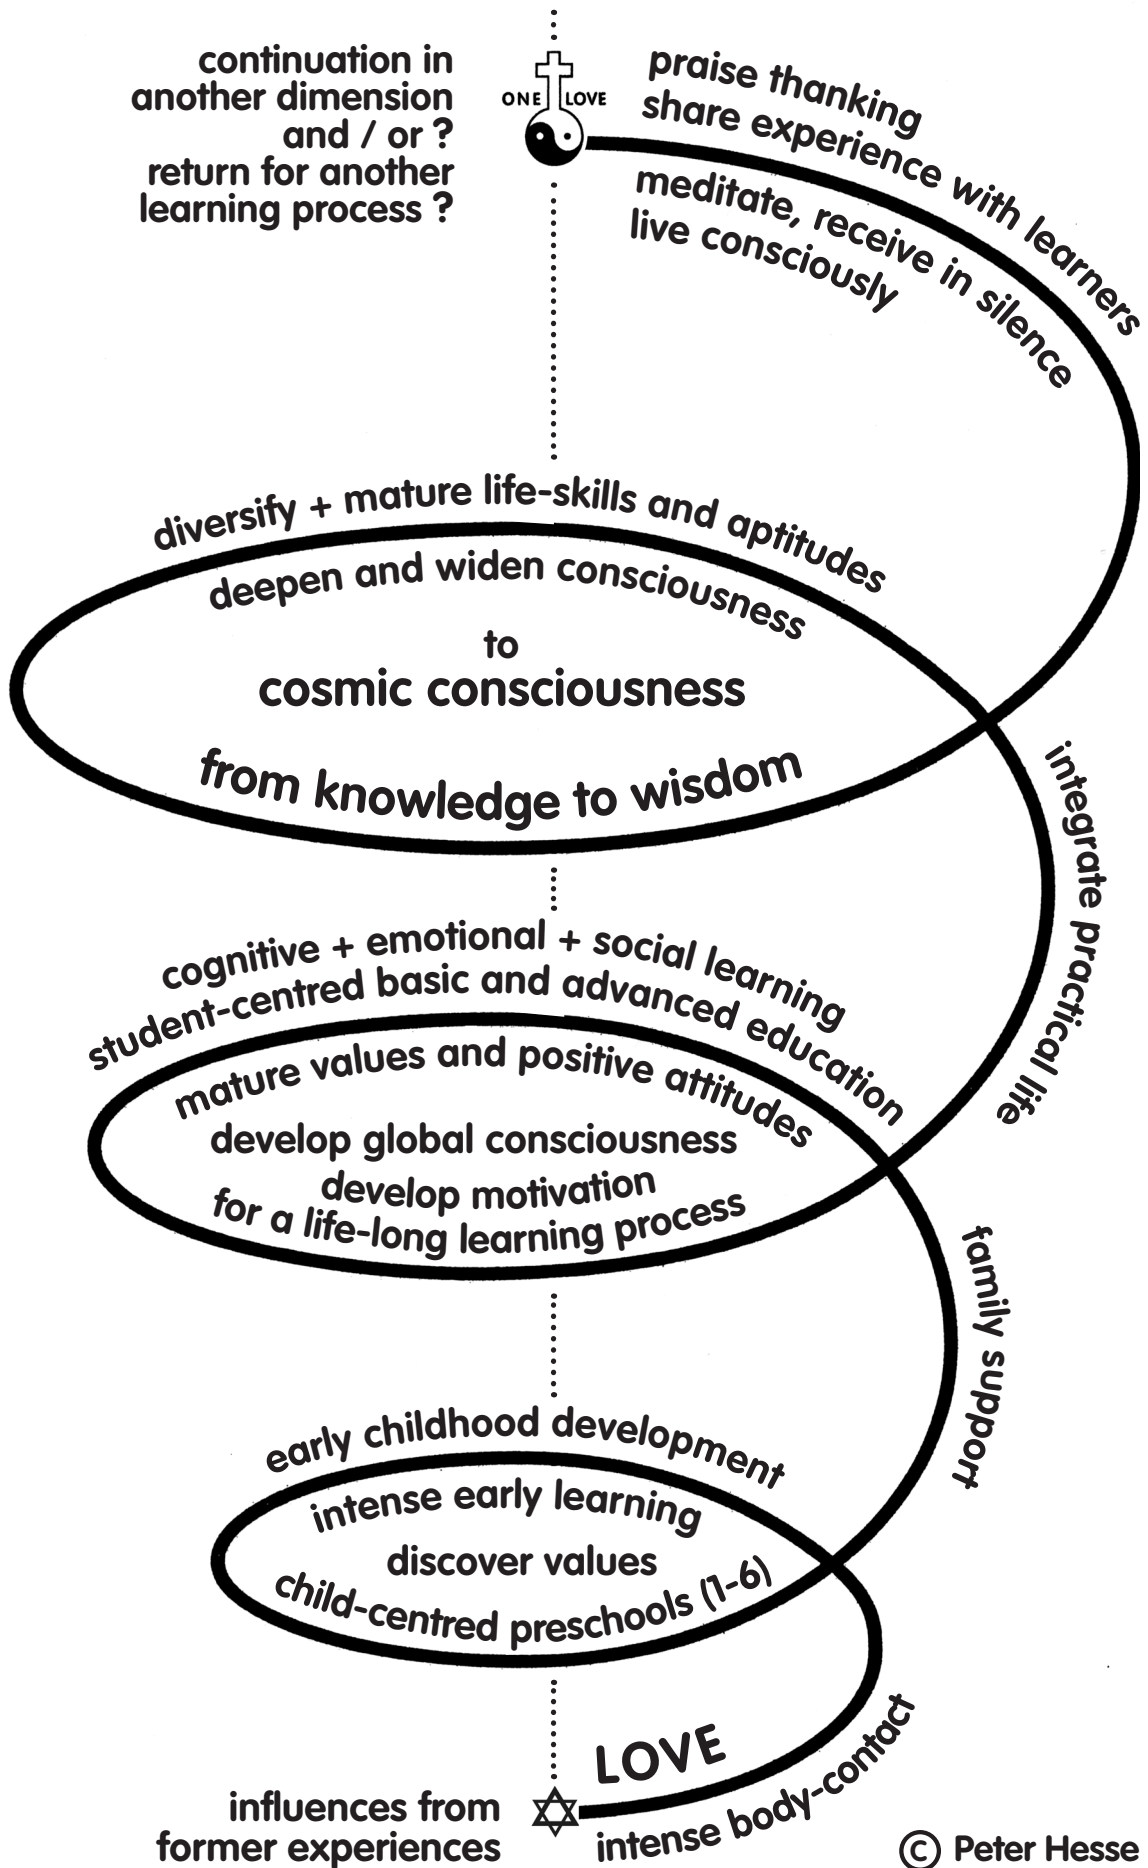 continuation in
another dimension
and / or ?
return for another
learning process ?
ONE LOVE
praise thanking
share experience with learners
meditate, receive in silence
live consciously
diversify + mature life-skills and aptitudes
deepen and widen consciousness
to
cosmic consciousness
from knowledge to wisdom
integrate practical life
cognitive + emotional + social learning
student-centred basic and advanced education
mature values and positive attitudes
develop global consciousness
develop motivation
for a life-long learning process
family support
early childhood development
intense early learning
discover values
child-centred preschools (1-6)
LOVE
intense body-contact
influences from
former experiences
© Peter Hesse